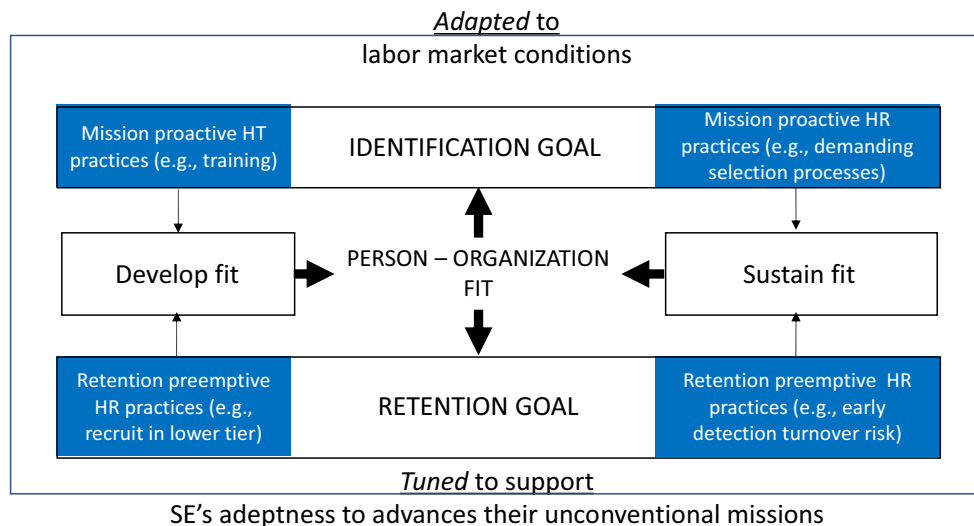 Adapted to
labor market conditions
Mission proactive HT
practices (e.g., training)
IDENTIFICATION GOAL
Mission proactive HR
practices (e.g., demanding
selection processes)
Develop fit
PERSON – ORGANIZATION
FIT
Sustain fit
Retention preemptive
HR practices (e.g.,
recruit in lower tier)
RETENTION GOAL
Retention preemptive HR
practices (e.g., early
detection turnover risk)
Tuned to support
SE's adeptness to advances their unconventional missions